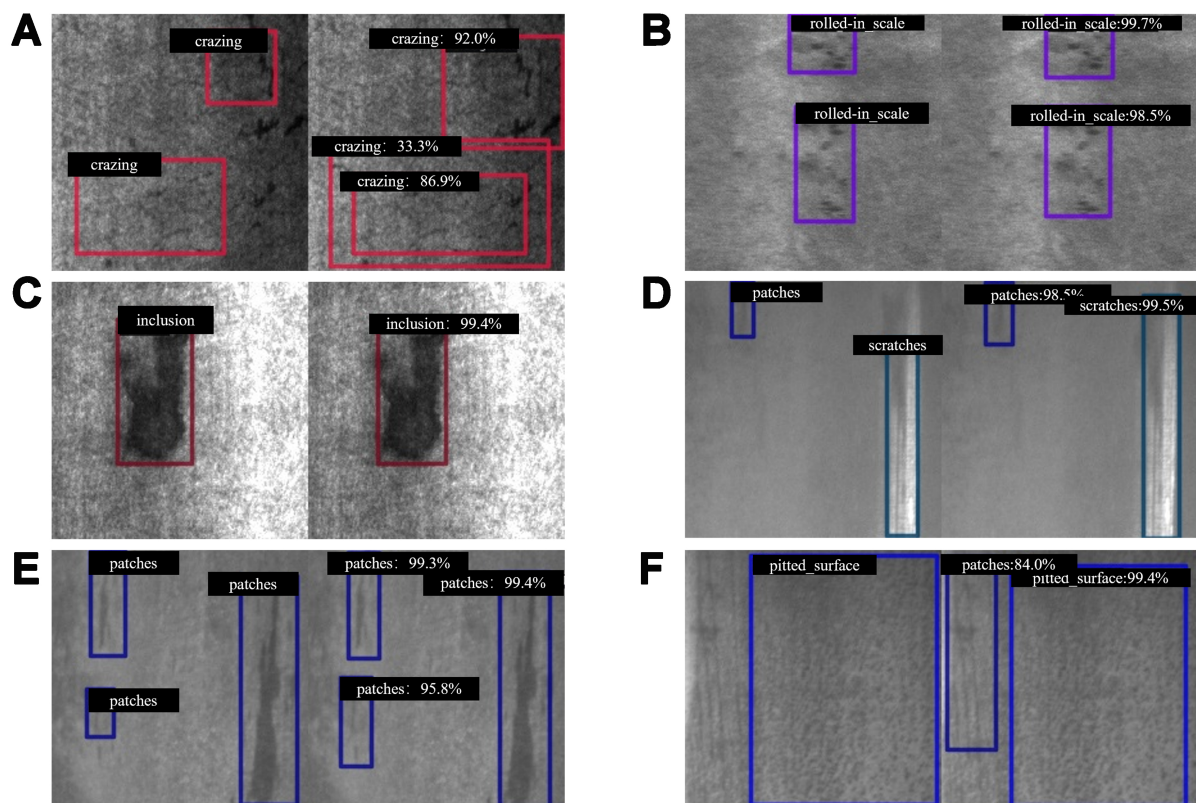 A
crazing
crazing: 92.0%
crazing
crazing: 33.3%
crazing: 86.9%
B
rolled-in_scale
rolled-in_scale:99.7%
rolled-in_scale
rolled-in_scale:98.5%
C
inclusion
inclusion: 99.4%
D
patches
patches:98.5%
scratches:99.5%
scratches
E
patches
patches: 99.3%
patches
patches: 99.4%
patches
patches: 95.8%
F
pitted_surface
patches:84.0%
pitted_surface:99.4%